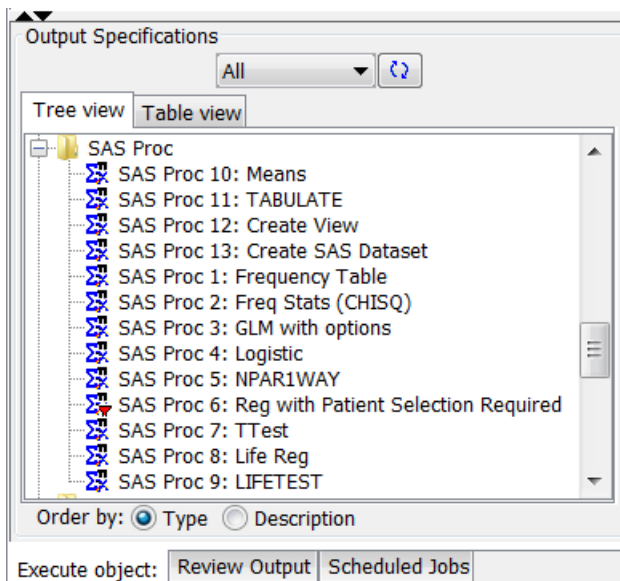 Output Specifications
All
Tree view Table view
SAS Proc
SAS Proc 10: Means
SAS Proc 11: TABULATE
SAS Proc 12: Create View
SAS Proc 13: Create SAS Dataset
SAS Proc 1: Frequency Table
SAS Proc 2: Freq Stats (CHISQ)
SAS Proc 3: GLM with options
SAS Proc 4: Logistic
SAS Proc 5: NPAR1WAY
SAS Proc 6: Reg with Patient Selection Required
SAS Proc 7: TTest
SAS Proc 8: Life Reg
SAS Proc 9: LIFETEST
Order by: Type Description
Execute object: Review Output Scheduled Jobs